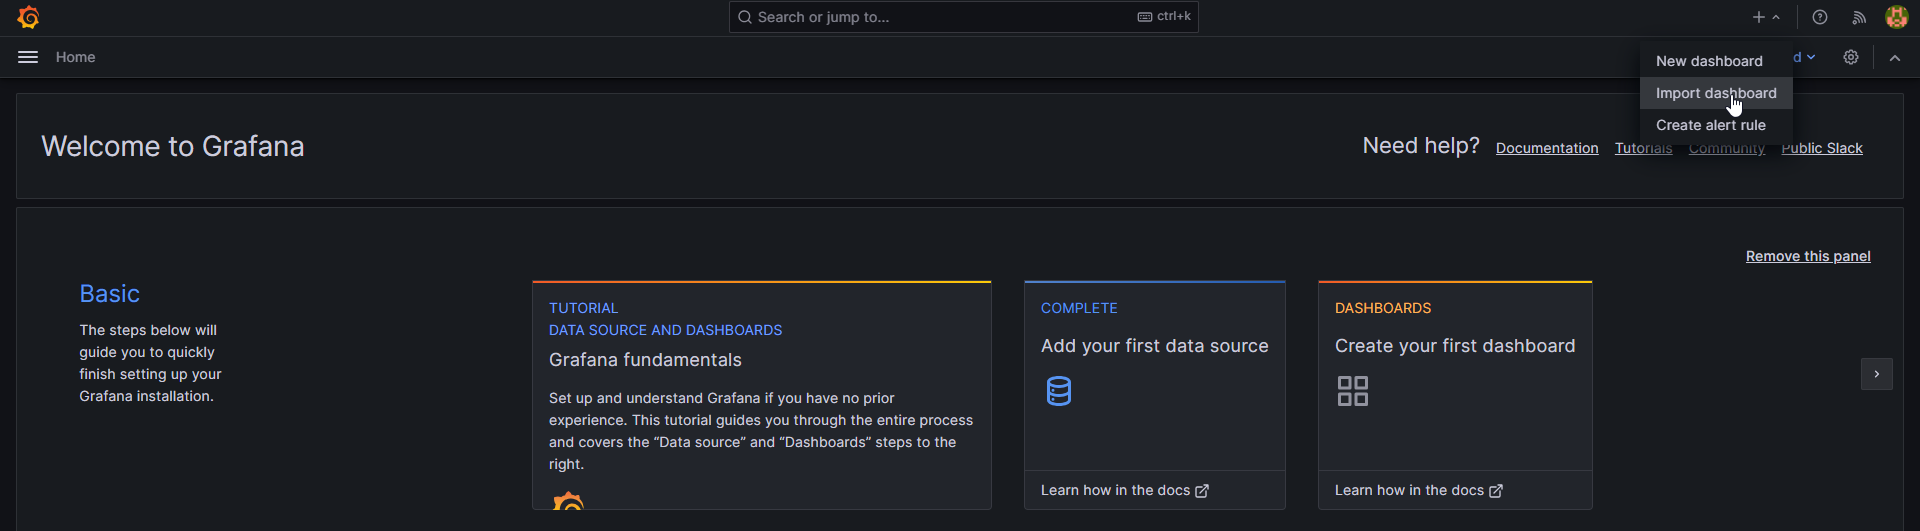 Search or jump to...
ctrl+k
Home
New dashboard
Import dashboard
Create alert rule
d
Welcome to Grafana
Need help?
Documentation
Tutorials
Community
Public Slack
Remove this panel
Basic
The steps below will
guide you to quickly
finish setting up your
Grafana installation.
TUTORIAL
DATA SOURCE AND DASHBOARDS
Grafana fundamentals
Set up and understand Grafana if you have no prior
experience. This tutorial guides you through the entire process
and covers the “Data source” and “Dashboards” steps to the
right.
COMPLETE
Add your first data source
Learn how in the docs
DASHBOARDS
Create your first dashboard
Learn how in the docs